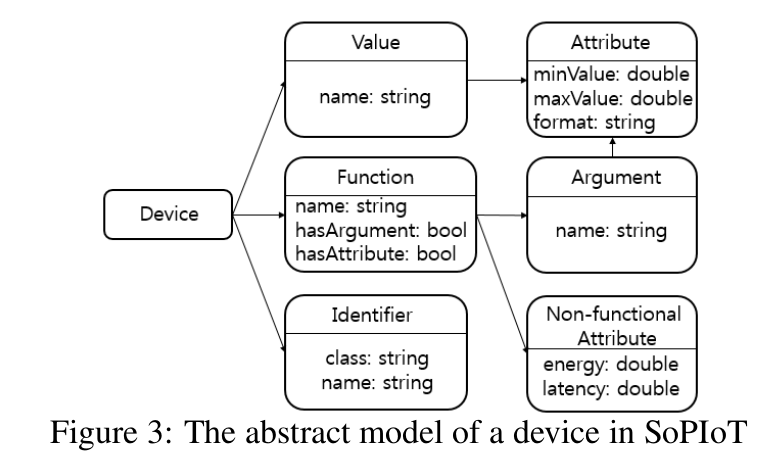 Value
name: string
Attribute
minValue: double
maxValue: double
format: string
Device
Function
name: string
hasArgument: bool
hasAttribute: bool
Argument
name: string
Identifier
class: string
name: string
Non-functional
Attribute
energy: double
latency: double
Figure 3: The abstract model of a device in SoPIoT